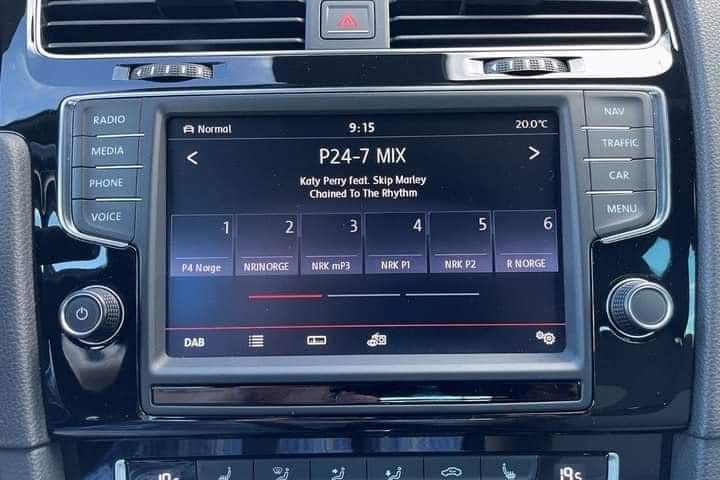 RADIO
MEDIA
PHONE
VOICE
Normal 9:15 20.0°C
< P24-7 MIX >
Katy Perry feat. Skip Marley
Chained To The Rhythm
1 2 3 4 5 6
P4 Norge NRJNORGE NRK mP3 NRK P1 NRK P2 R NORGE
DAB
NAV
TRAFFIC
CAR
MENU
19.5